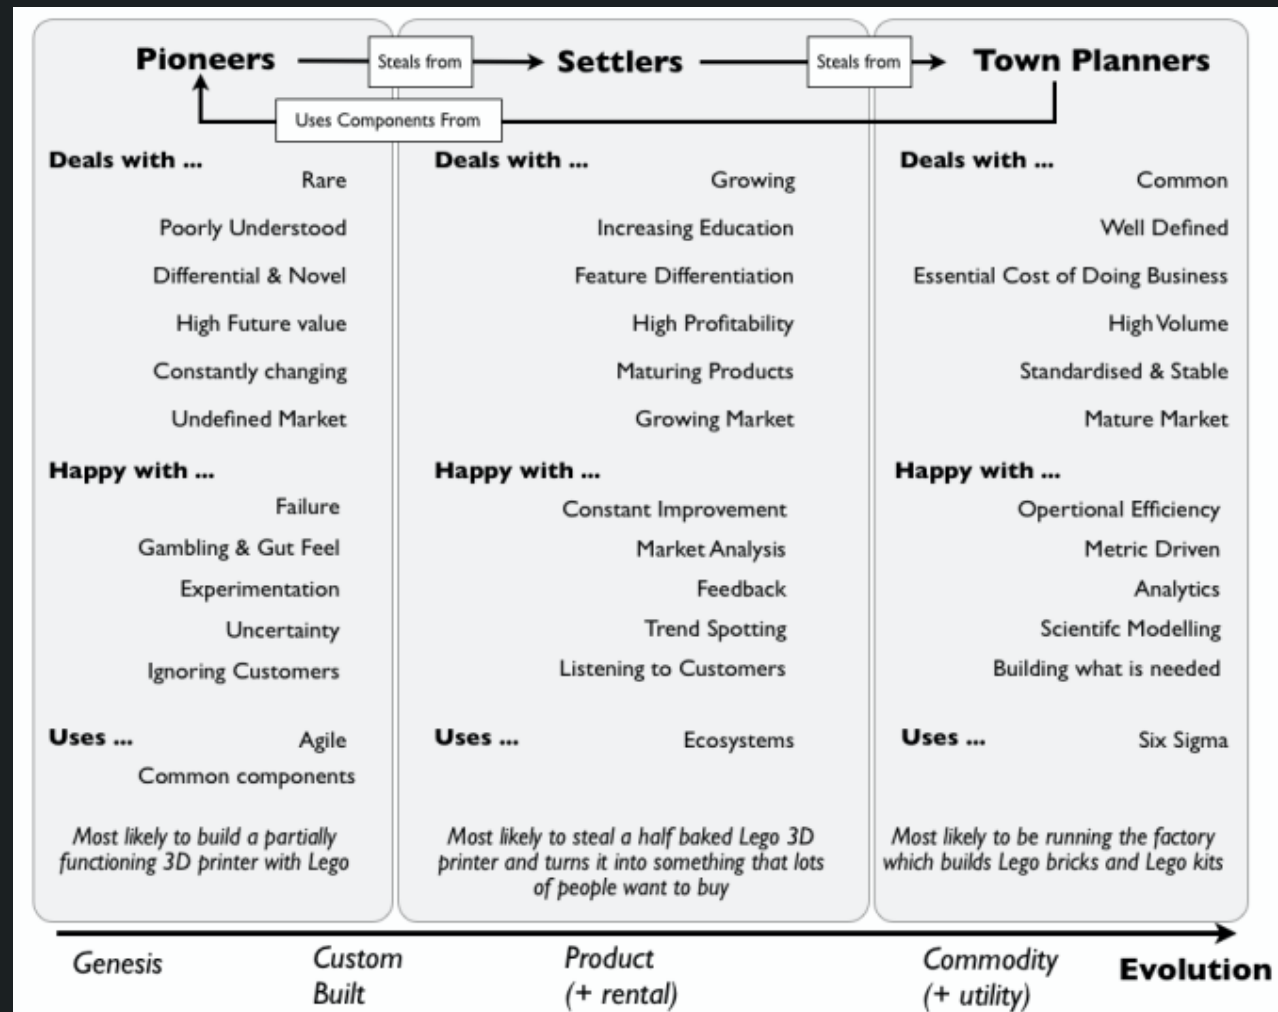 Pioneers
Steals from
Settlers
Steals from
Town Planners
Uses Components From
Deals with ...
Rare
Poorly Understood
Differential & Novel
High Future value
Constantly changing
Undefined Market
Happy with ...
Failure
Gambling & Gut Feel
Experimentation
Uncertainty
Ignoring Customers
Uses ...
Agile
Common components
Most likely to build a partially
functioning 3D printer with Lego
Deals with ...
Growing
Increasing Education
Feature Differentiation
High Profitability
Maturing Products
Growing Market
Happy with ...
Constant Improvement
Market Analysis
Feedback
Trend Spotting
Listening to Customers
Uses ...
Ecosystems
Most likely to steal a half baked Lego 3D
printer and turns it into something that lots
of people want to buy
Deals with ...
Common
Well Defined
Essential Cost of Doing Business
High Volume
Standardised & Stable
Mature Market
Happy with ...
Opertional Efficiency
Metric Driven
Analytics
Scientifc Modelling
Building what is needed
Uses ...
Six Sigma
Most likely to be running the factory
which builds Lego bricks and Lego kits
Genesis
Custom
Built
Product
(+ rental)
Commodity
(+ utility)
Evolution